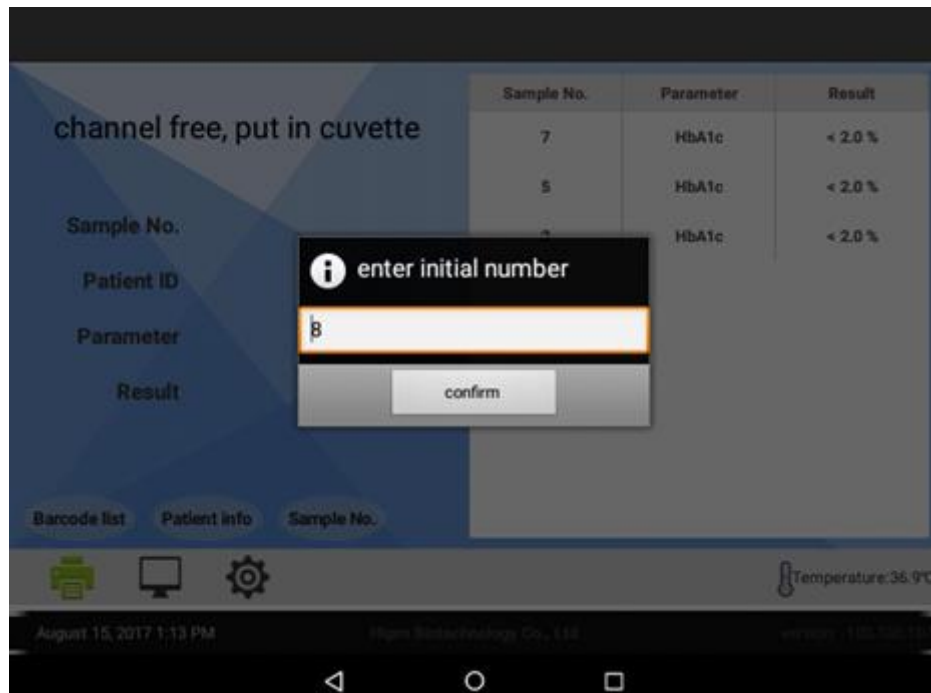 channel free, put in cuvette
Sample No.
Patient ID
Parameter
Result
Barcode list Patient info Sample No.
Sample No. Parameter Result
7 HbA1c < 2.0 %
5 HbA1c < 2.0 %
HbA1c < 2.0 %
enter initial number
8
confirm
Temperature:36.9℃
August 15, 2017 1:13 PM
Co., Ltd